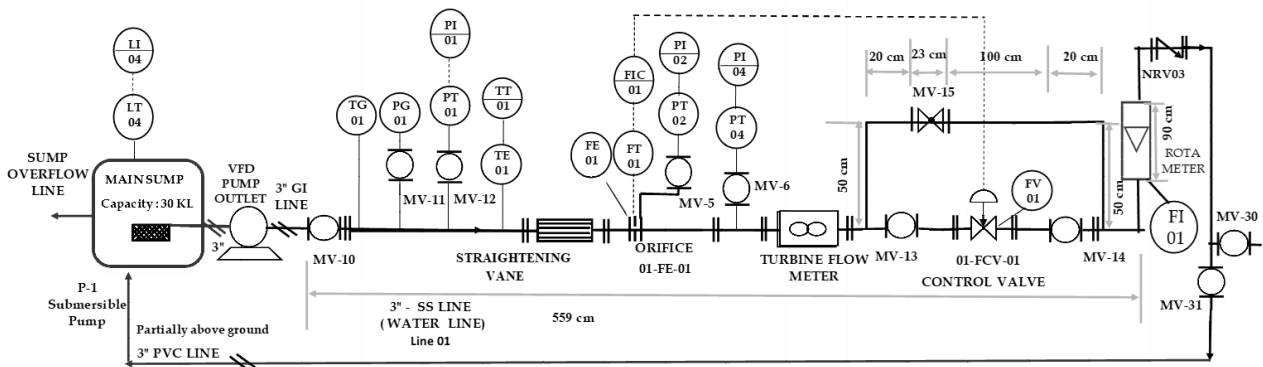 LI
04
LT
04
SUMP
OVERFLOW
LINE
MAIN SUMP
Capacity : 30 KL
VFD
PUMP
OUTLET
3" GI
LINE
3"
P-1
Submersible
Pump
Partially above ground
3" PVC LINE
MV-10
TG
01
PG
01
MV-11
PI
01
PT
01
MV-12
TT
01
TE
01
STRAIGHTENING
VANE
3" - SS LINE
( WATER LINE)
Line 01
559 cm
FE
01
FIC
01
FT
01
ORIFICE
01-FE-01
PI
02
PT
02
MV-5
PI
04
PT
04
MV-6
TURBINE FLOW
METER
50 cm
20 cm
23 cm
100 cm
20 cm
MV-15
MV-13
FV
01
01-FCV-01
CONTROL VALVE
MV-14
50 cm
NRV03
90 cm
ROTA
METER
FI
01
MV-30
MV-31